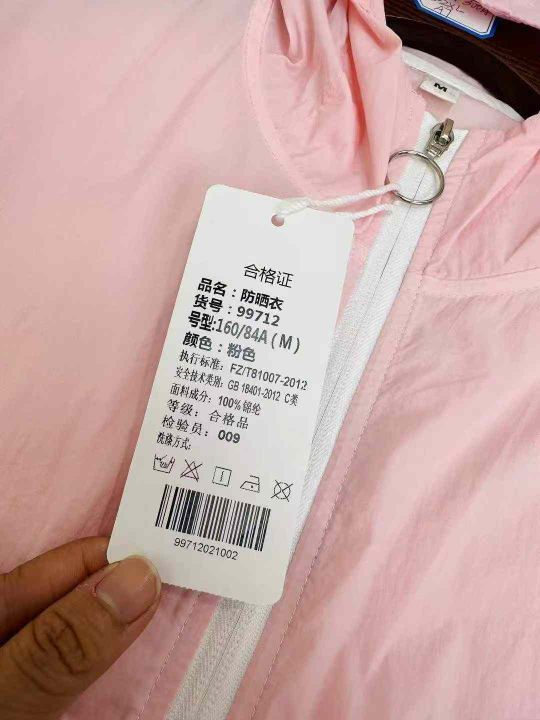 M
合格证
品名：防晒衣
货号：99712
号型:160/84A(M)
颜色：粉色
执行标准：FZ/T81007-2012
安全技术类别：GB 18401-2012 C类
面料成分：100%锦纶
等级：合格品
检验员：009
洗涤方式:
99712021002